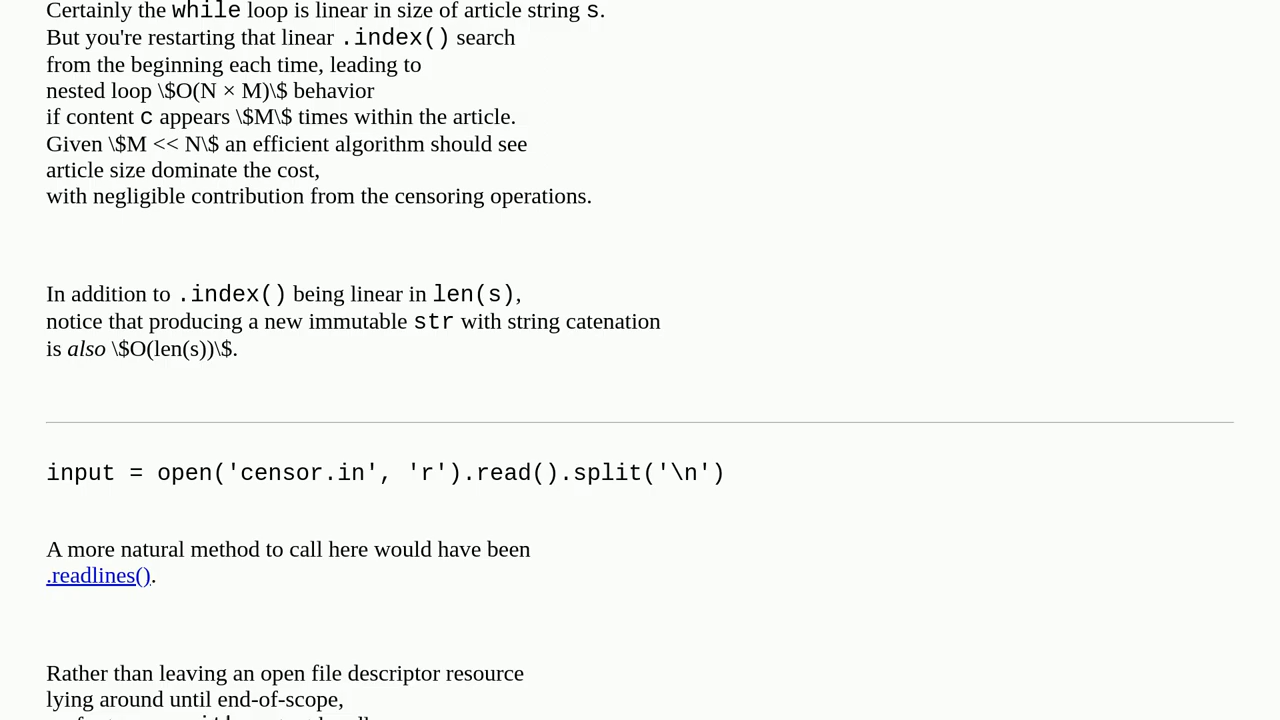 Certainly the while loop is linear in size of article string s.
But you're restarting that linear .index() search
from the beginning each time, leading to
nested loop \$O(N × M)\$ behavior
if content c appears \$M\$ times within the article.
Given \$M << N\$ an efficient algorithm should see
article size dominate the cost,
with negligible contribution from the censoring operations.
In addition to .index() being linear in len(s),
notice that producing a new immutable str with string catenation
is also \$O(len(s))\$.
input = open('censor.in', 'r').read().split('\n')
A more natural method to call here would have been
.readlines().
Rather than leaving an open file descriptor resource
lying around until end-of-scope,